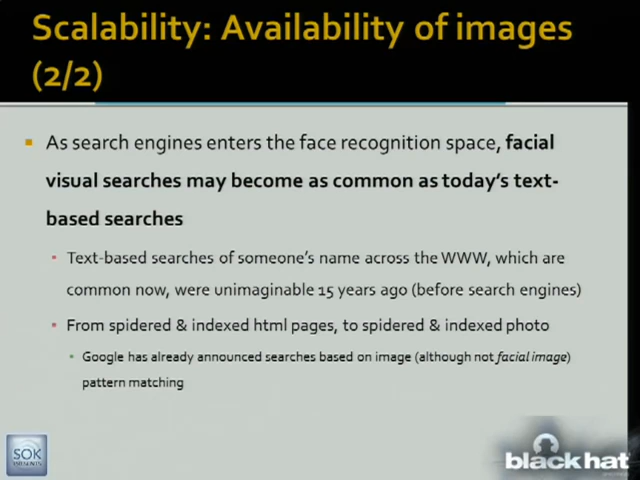 Scalability: Availability of images
(2/2)
As search engines enters the face recognition space, facial
visual searches may become as common as today's text-
based searches
Text-based searches of someone's name across the WWW, which are
common now, were unimaginable 15 years ago (before search engines)
From spidered & indexed html pages, to spidered & indexed photo
Google has already announced searches based on image (although not facial image)
pattern matching
SOK
black hat